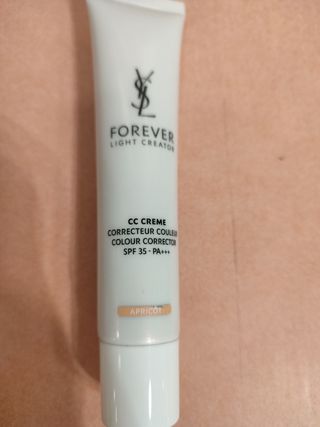 YSL
FOREVER
LIGHT CREATOR
CC CREME
CORRECTEUR COULEUR
COLOUR CORRECTOR
SPF 35 - PA+++
APRICOT